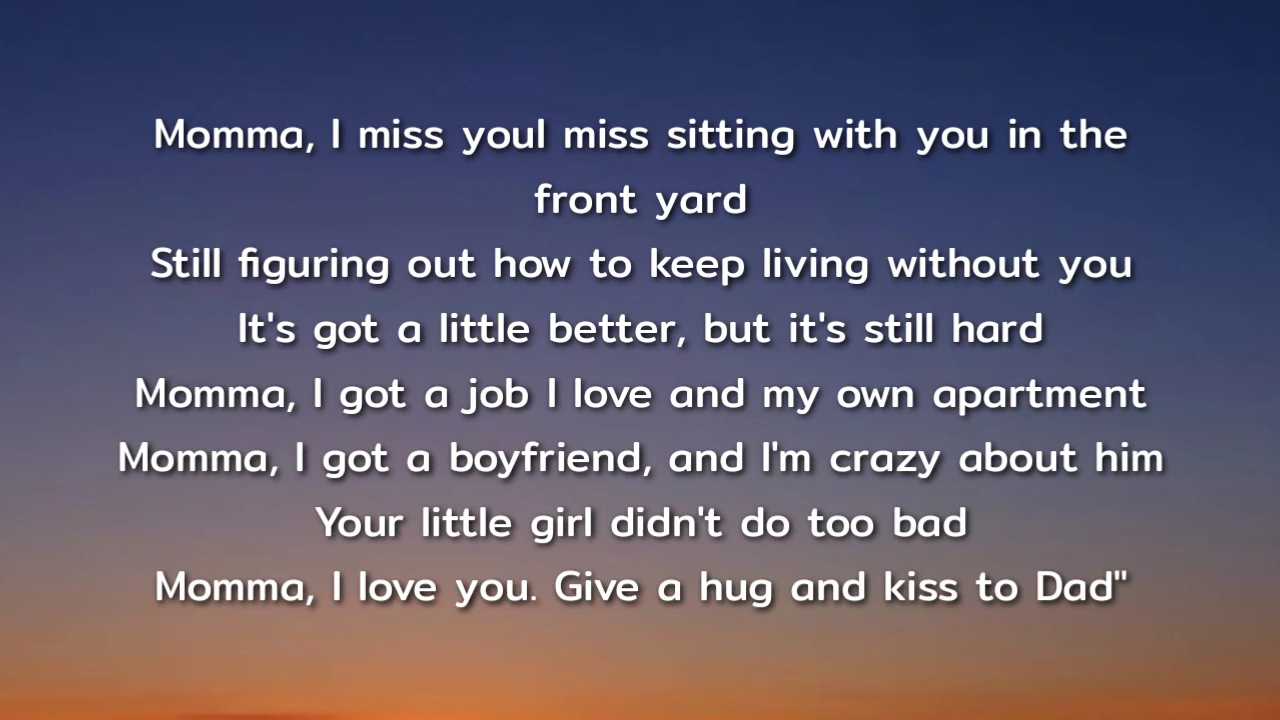 Momma, I miss youI miss sitting with you in the
front yard
Still figuring out how to keep living without you
It's got a little better, but it's still hard
Momma, I got a job I love and my own apartment
Momma, I got a boyfriend, and I'm crazy about him
Your little girl didn't do too bad
Momma, I love you. Give a hug and kiss to Dad"